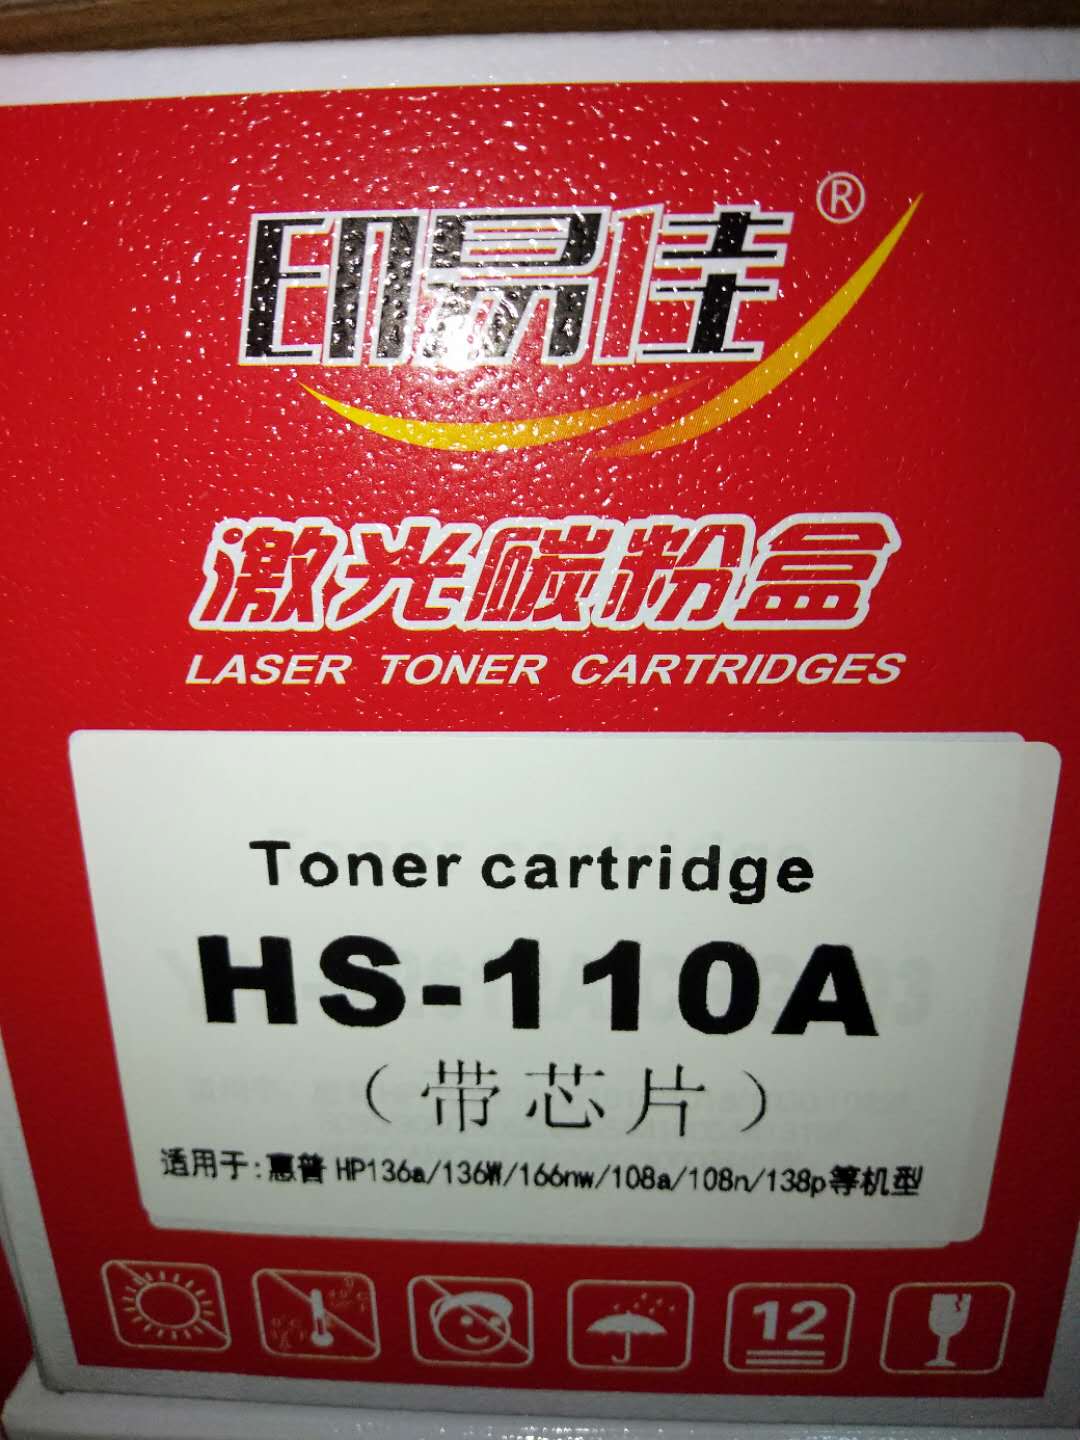 印易佳®
激光碳粉盒
LASER TONER CARTRIDGES
Toner cartridge
HS-110A
（带芯片）
适用于:惠普 HP136a/136W/166nw/108a/108n/138p等机型
12